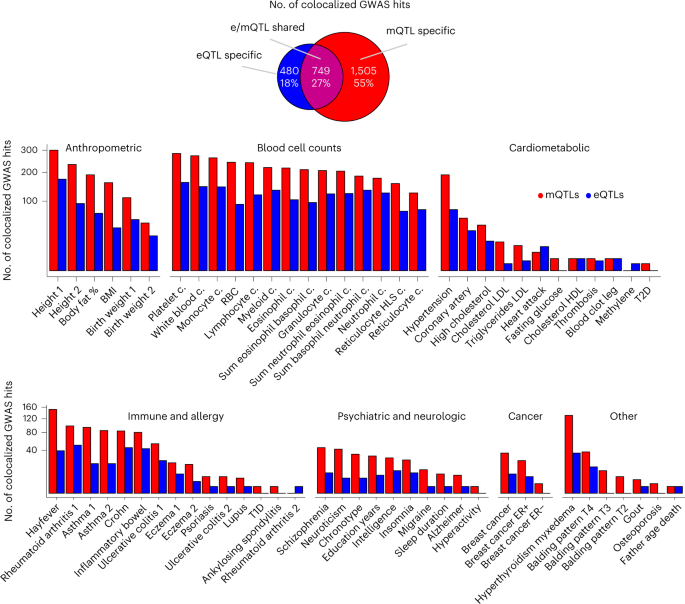 No. of colocalized GWAS hits
e/mQTL shared
mQTL specific
eQTL specific
480
18%
749
27%
1,505
55%
No. of colocalized GWAS hits
300
200
100
Anthropometric
Blood cell counts
Cardiometabolic
mQTLs
eQTLs
Height 1
Height 2
Body fat %
BMI
Birth weight 1
Birth weight 2
Platelet c.
White blood c.
Monocyte c.
RBC
Lymphocyte c.
Myeloid c.
Eosinophil c.
Sum eosinophil basophil c.
Granulocyte c.
Sum neutrophil eosinophil c.
Sum basophil neutrophil c.
Neutrophil c.
Reticulocyte HLS c.
Reticulocyte c.
Hypertension
Coronary artery
High cholesterol
Cholesterol LDL
Triglycerides LDL
Heart attack
Fasting glucose
Cholesterol HDL
Thrombosis
Blood clot leg
Methylene
T2D
No. of colocalized GWAS hits
160
120
80
40
Immune and allergy
Psychiatric and neurologic
Cancer
Other
Hayfever
Rheumatoid arthritis 1
Asthma 1
Asthma 2
Crohn
Inflammatory bowel
Ulcerative colitis 1
Eczema 1
Eczema 2
Psoriasis
Ulcerative colitis 2
Lupus
T1D
Ankylosing spondylitis
Rheumatoid arthritis 2
Schizophrenia
Neuroticism
Chronotype
Education years
Intelligence
Insomnia
Migraine
Sleep duration
Alzheimer
Hyperactivity
Breast cancer
Breast cancer ER+
Breast cancer ER−
Hyperthyroidism myxedema
Balding pattern T4
Balding pattern T3
Balding pattern T2
Gout
Osteoporosis
Father age death